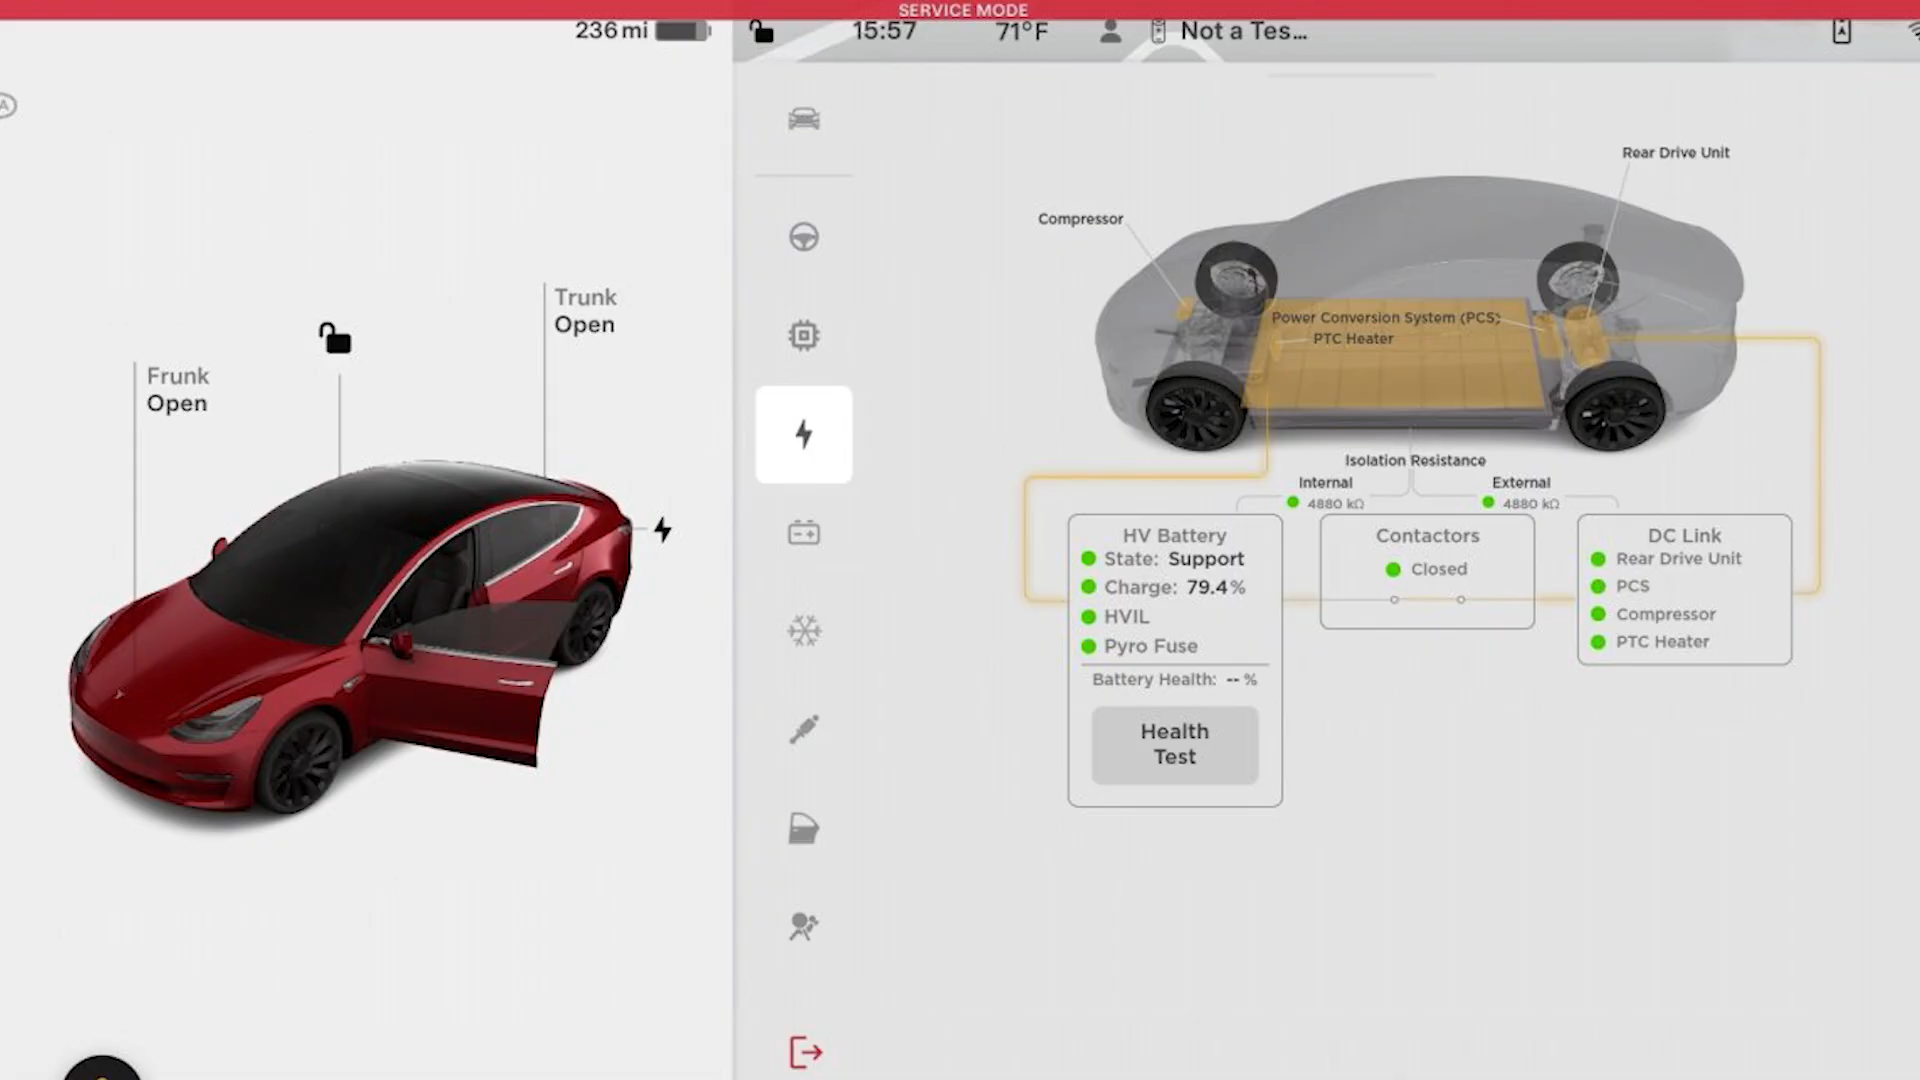 SERVICE MODE
236 mi
15:57
71°F
Not a Tes...
A
Trunk
Open
Frunk
Open
Rear Drive Unit
Compressor
Power Conversion System (PCS)
PTC Heater
Isolation Resistance
Internal
4880 kΩ
External
4880 kΩ
HV Battery
State: Support
Charge: 79.4%
HVIL
Pyro Fuse
Battery Health: -- %
Health
Test
Contactors
Closed
DC Link
Rear Drive Unit
PCS
Compressor
PTC Heater